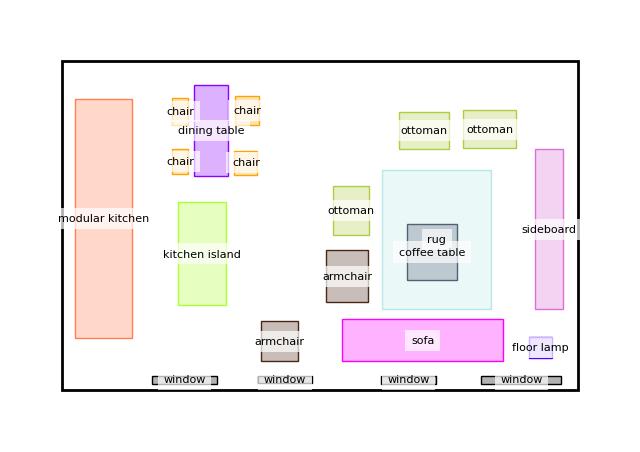 chair
chair
dining table
chair
chair
ottoman
ottoman
modular kitchen
kitchen island
ottoman
sideboard
rug
coffee table
armchair
armchair
sofa
floor lamp
window
window
window
window